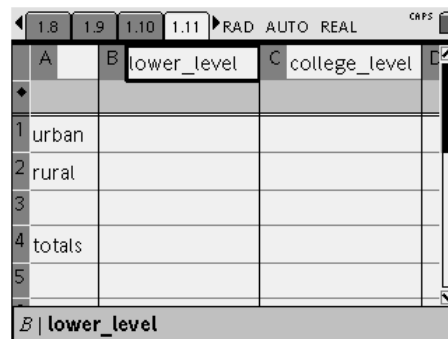 1.8 1.9 1.10 1.11 RAD AUTO REAL CAPS
A B lower_level C college_level D
1 urban
2 rural
3
4 totals
5
B | lower_level